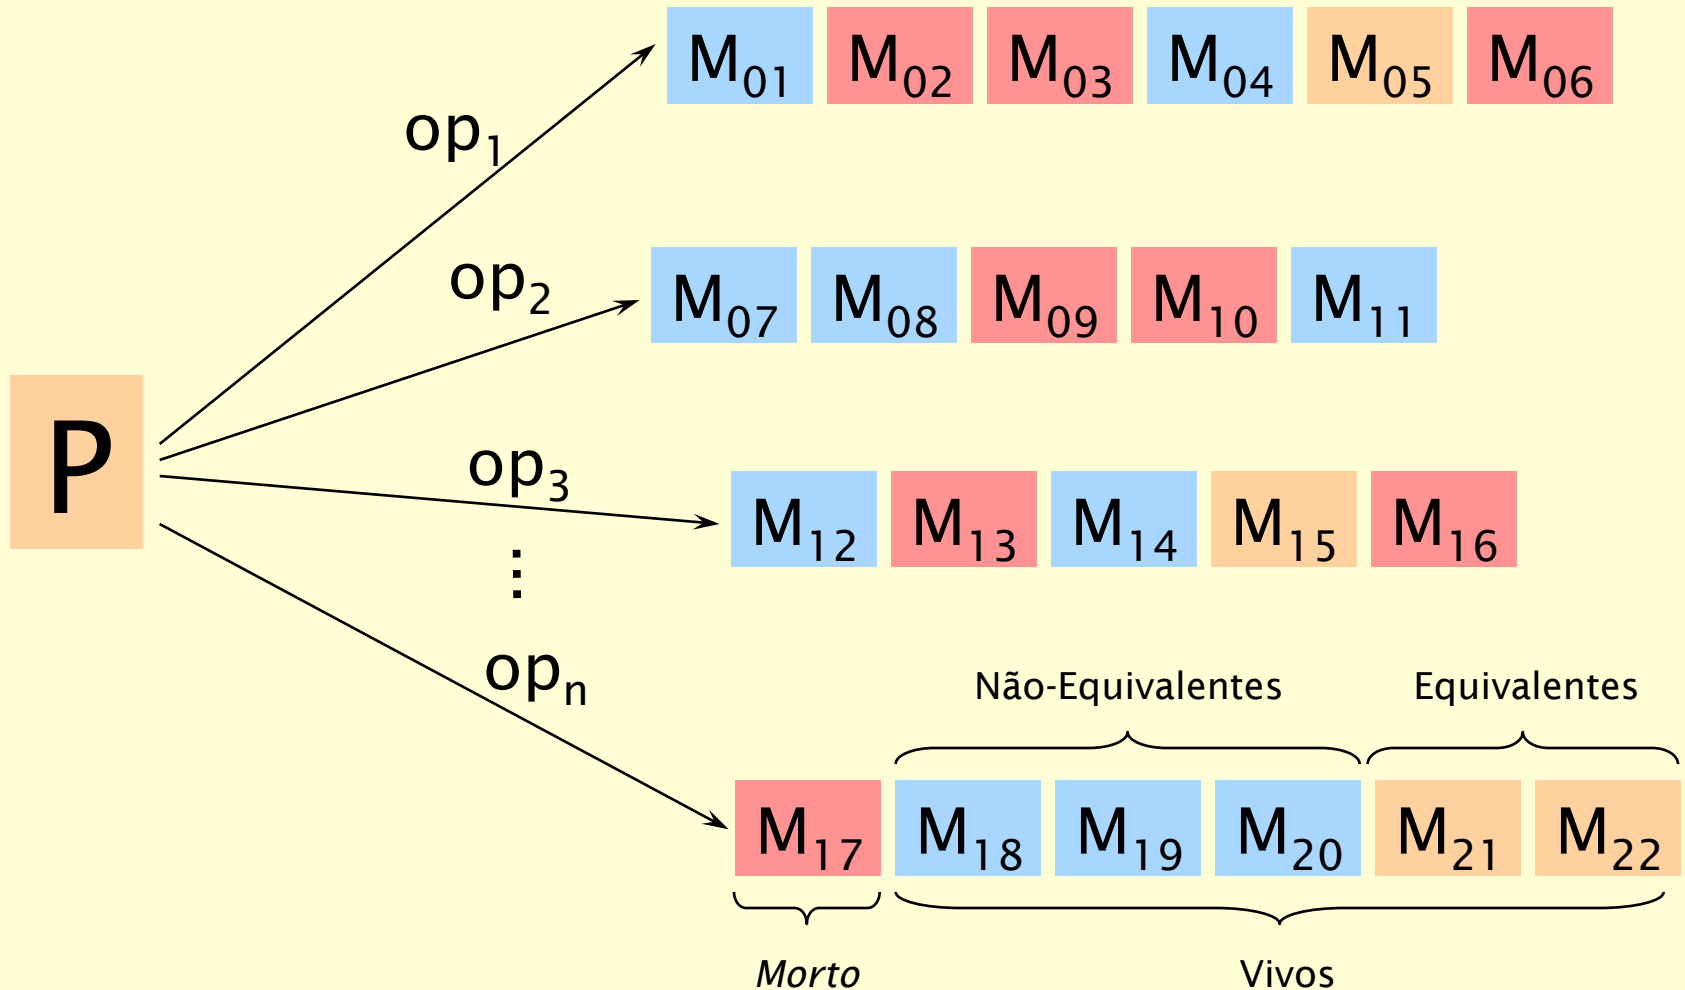 M01 M02 M03 M04 M05 M06
op1
op2
M07 M08 M09 M10 M11
P
op3
M12 M13 M14 M15 M16
⋮
opn
Não-Equivalentes Equivalentes
M17 M18 M19 M20 M21 M22
Morto Vivos